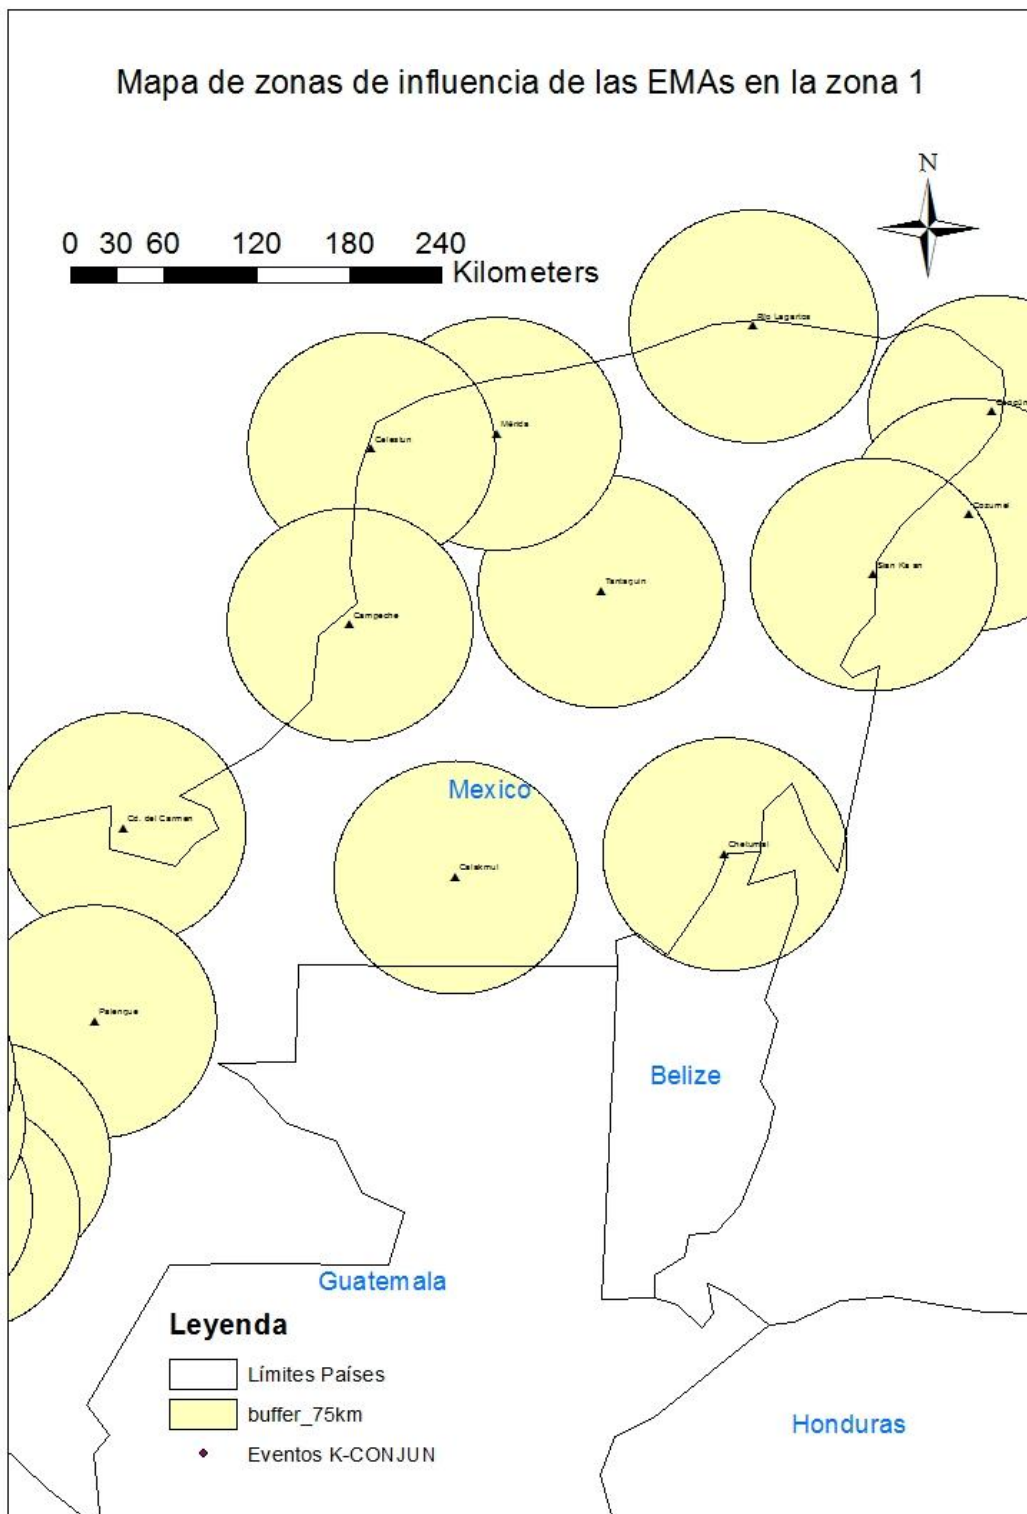 Mapa de zonas de influencia de las EMAs en la zona 1
N
0 30 60 120 180 240
Kilometers
Río Lagartos
Cancún
Mérida
Celestun
Cozumel
Sian Ka an
Tantaquin
Campeche
Mexico
Cd. del Carmen
Chetumal
Calakmul
Palenque
Belize
Guatemala
Leyenda
Límites Países
buffer_75km
Eventos K-CONJUN
Honduras